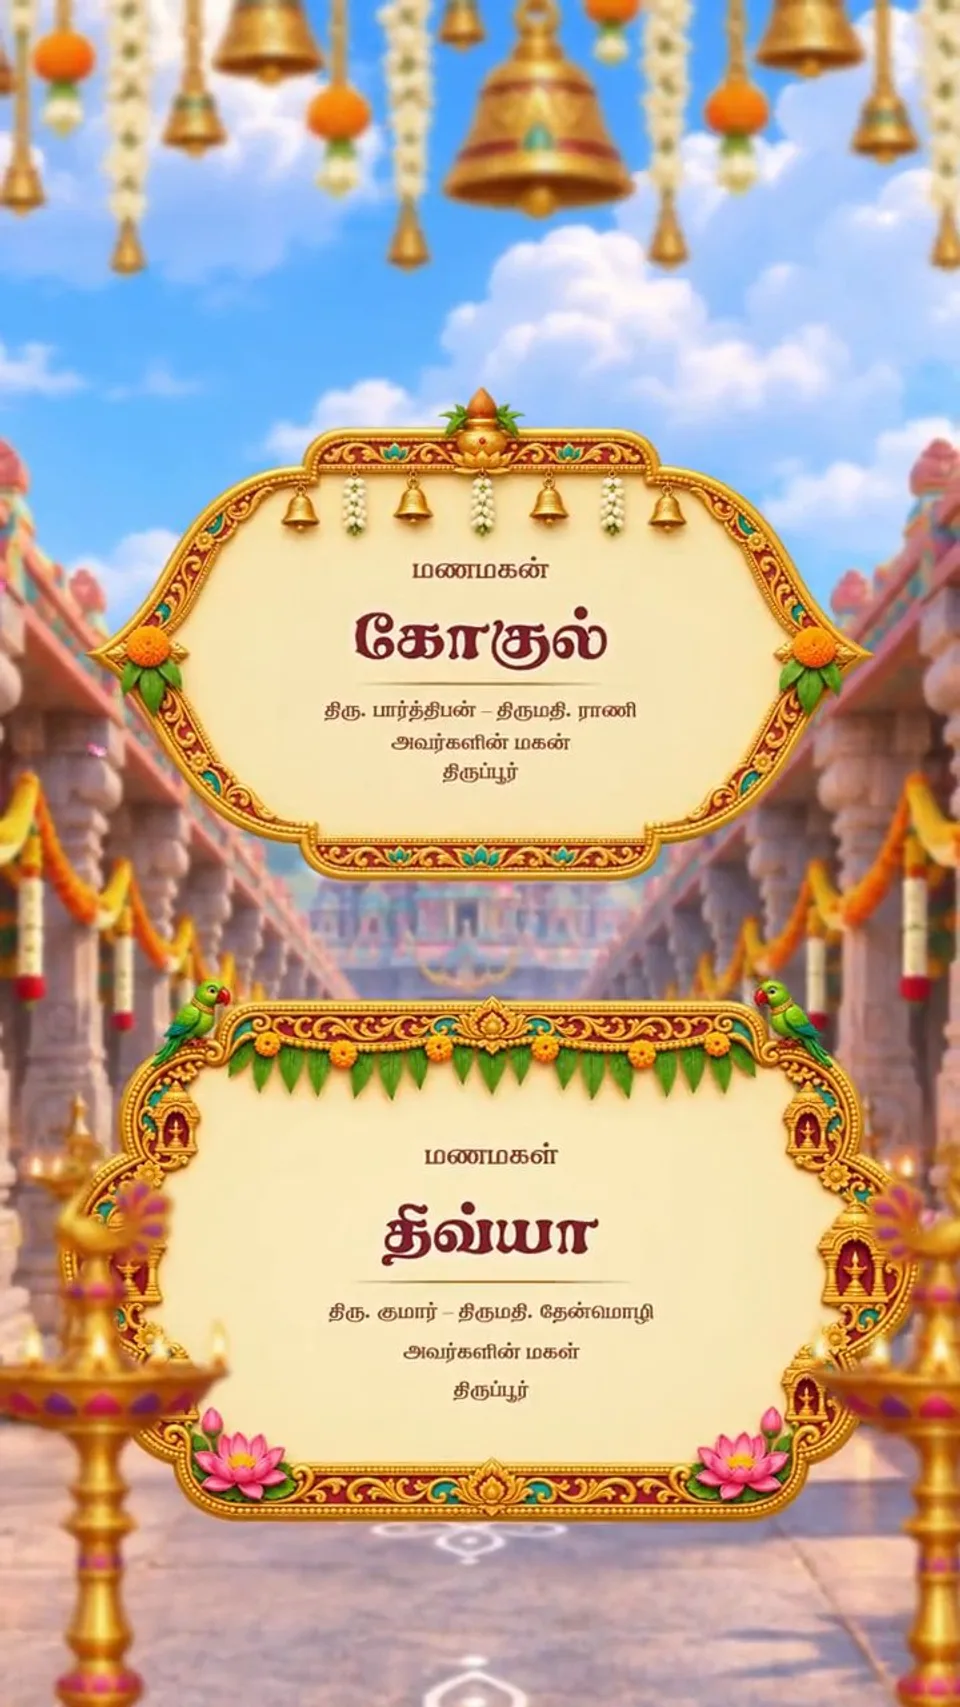 மணமகன்
கோகுல்
திரு. பார்த்திபன் – திருமதி. ராணி
அவர்களின் மகன்
திருப்பூர்
மணமகள்
திவ்யா
திரு. குமார் – திருமதி. தேன்மொழி
அவர்களின் மகள்
திருப்பூர்